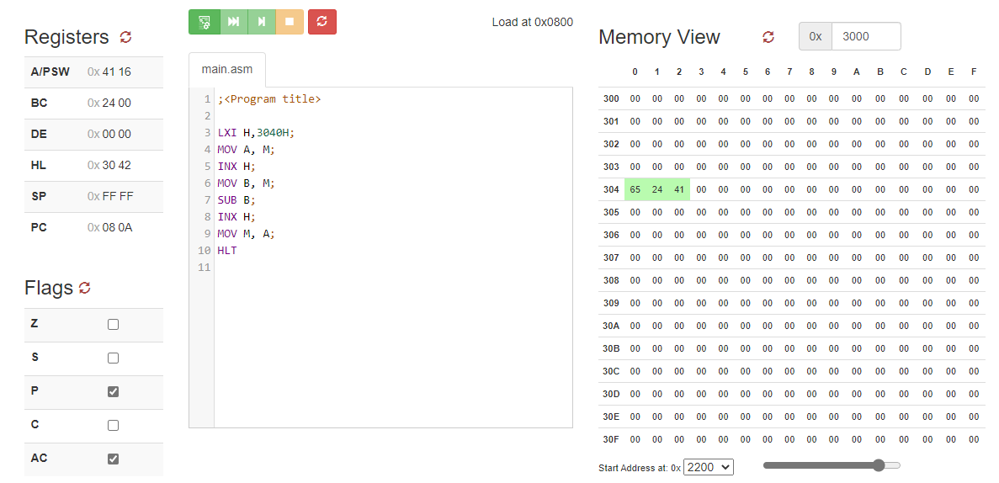 Registers
A/PSW 0x 41 16
BC 0x 24 00
DE 0x 00 00
HL 0x 30 42
SP 0x FF FF
PC 0x 08 0A
Flags
Z
S
P
C
AC
Load at 0x0800
main.asm
1 ;<Program title>
2
3 LXI H,3040H;
4 MOV A, M;
5 INX H;
6 MOV B, M;
7 SUB B;
8 INX H;
9 MOV M, A;
10 HLT
11
Memory View 0x 3000
0 1 2 3 4 5 6 7 8 9 A B C D E F
300 00 00 00 00 00 00 00 00 00 00 00 00 00 00 00 00
301 00 00 00 00 00 00 00 00 00 00 00 00 00 00 00 00
302 00 00 00 00 00 00 00 00 00 00 00 00 00 00 00 00
303 00 00 00 00 00 00 00 00 00 00 00 00 00 00 00 00
304 65 24 41 00 00 00 00 00 00 00 00 00 00 00 00 00
305 00 00 00 00 00 00 00 00 00 00 00 00 00 00 00 00
306 00 00 00 00 00 00 00 00 00 00 00 00 00 00 00 00
307 00 00 00 00 00 00 00 00 00 00 00 00 00 00 00 00
308 00 00 00 00 00 00 00 00 00 00 00 00 00 00 00 00
309 00 00 00 00 00 00 00 00 00 00 00 00 00 00 00 00
30A 00 00 00 00 00 00 00 00 00 00 00 00 00 00 00 00
30B 00 00 00 00 00 00 00 00 00 00 00 00 00 00 00 00
30C 00 00 00 00 00 00 00 00 00 00 00 00 00 00 00 00
30D 00 00 00 00 00 00 00 00 00 00 00 00 00 00 00 00
30E 00 00 00 00 00 00 00 00 00 00 00 00 00 00 00 00
30F 00 00 00 00 00 00 00 00 00 00 00 00 00 00 00 00
Start Address at: 0x 2200